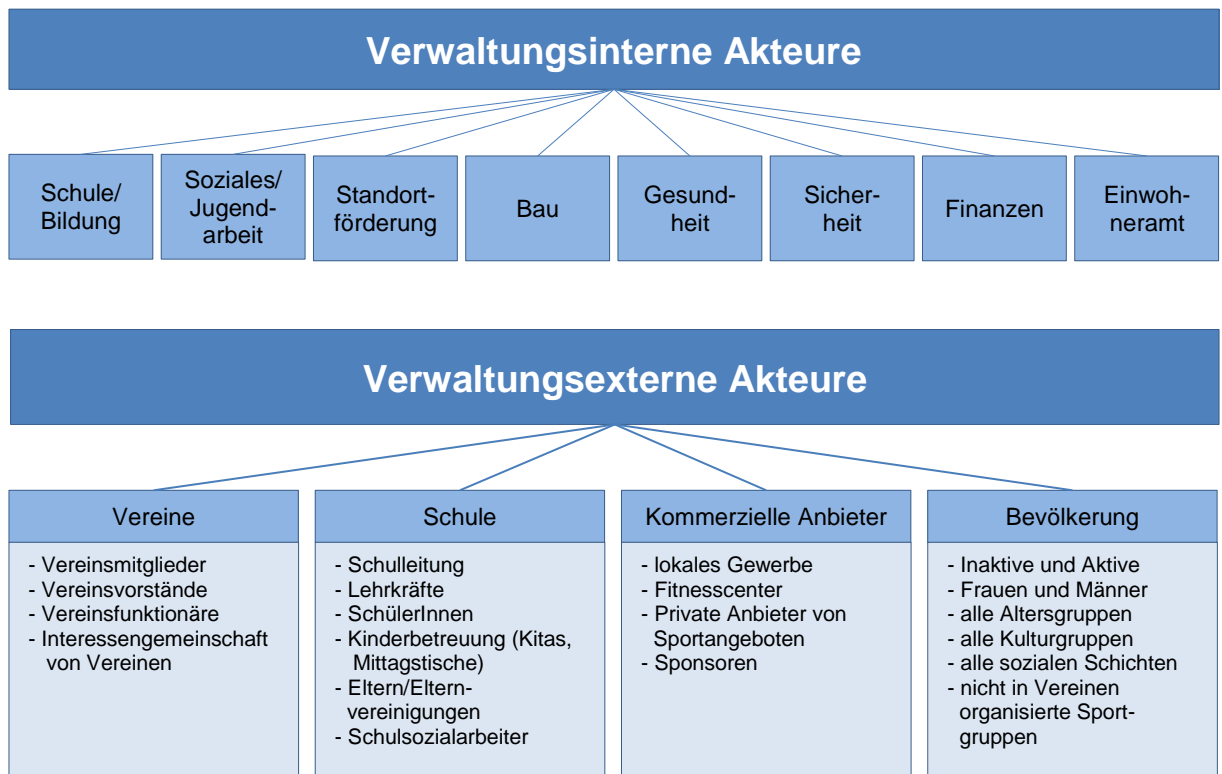 Verwaltungsinterne Akteure
Schule/
Bildung
Soziales/
Jugend-
arbeit
Standort-
förderung
Bau
Gesund-
heit
Sicher-
heit
Finanzen
Einwoh-
neramt
Verwaltungsexterne Akteure
Vereine
- Vereinsmitglieder
- Vereinsvorstände
- Vereinsfunktionäre
- Interessengemeinschaft
von Vereinen
Schule
- Schulleitung
- Lehrkräfte
- SchülerInnen
- Kinderbetreuung (Kitas,
Mittagstische)
- Eltern/Eltern-
vereinigungen
- Schulsozialarbeiter
Kommerzielle Anbieter
- lokales Gewerbe
- Fitnesscenter
- Private Anbieter von
Sportangeboten
- Sponsoren
Bevölkerung
- Inaktive und Aktive
- Frauen und Männer
- alle Altersgruppen
- alle Kulturgruppen
- alle sozialen Schichten
- nicht in Vereinen
organisierte Sport-
gruppen